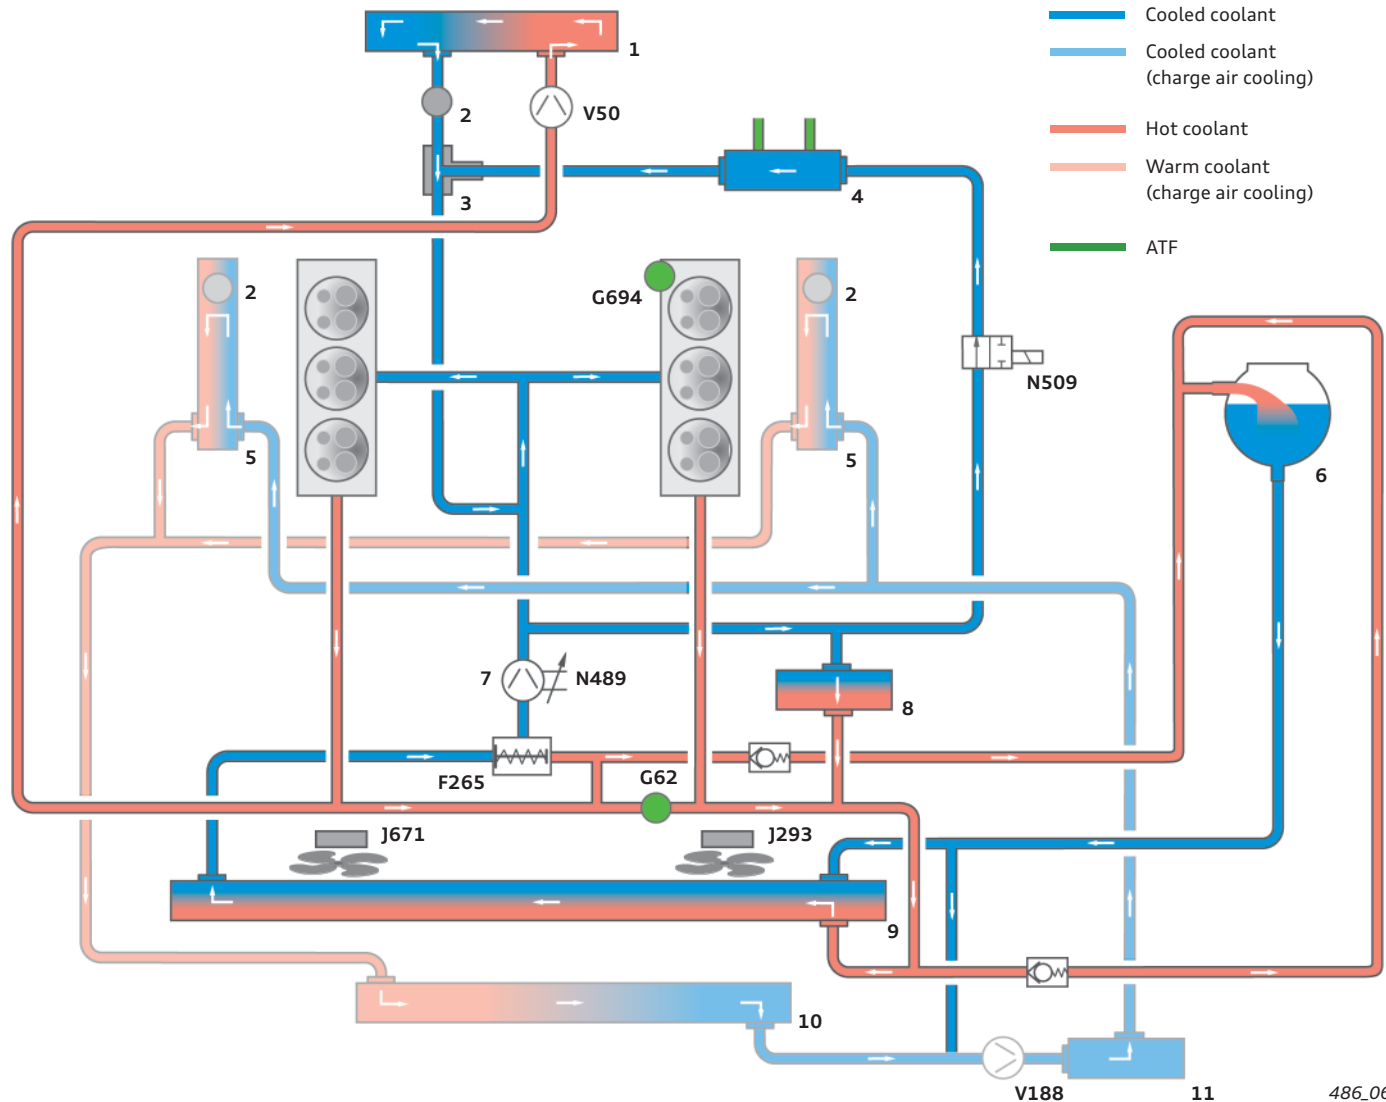 Cooled coolant
Cooled coolant
(charge air cooling)
Hot coolant
Warm coolant
(charge air cooling)
ATF
1
2
V50
3
4
2
G694
2
N509
5
5
6
7
N489
8
F265
G62
J671
J293
9
10
V188
11